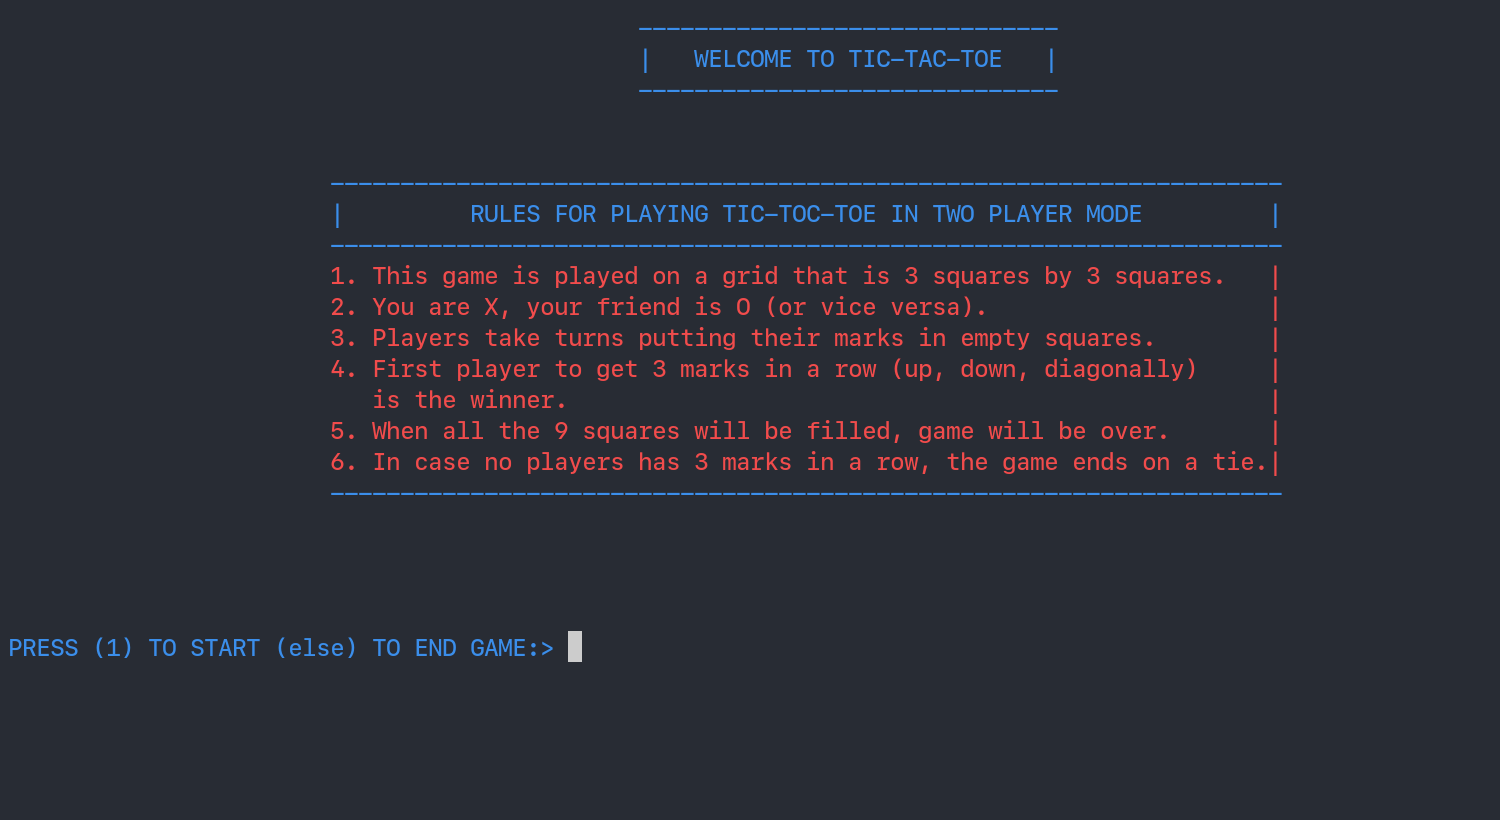 ------------------------------
|   WELCOME TO TIC-TAC-TOE   |
------------------------------
--------------------------------------------------------------------
|         RULES FOR PLAYING TIC-TOC-TOE IN TWO PLAYER MODE         |
--------------------------------------------------------------------
1. This game is played on a grid that is 3 squares by 3 squares.   |
2. You are X, your friend is O (or vice versa).                    |
3. Players take turns putting their marks in empty squares.        |
4. First player to get 3 marks in a row (up, down, diagonally)     |
   is the winner.                                                  |
5. When all the 9 squares will be filled, game will be over.       |
6. In case no players has 3 marks in a row, the game ends on a tie.|
--------------------------------------------------------------------
PRESS (1) TO START (else) TO END GAME:>